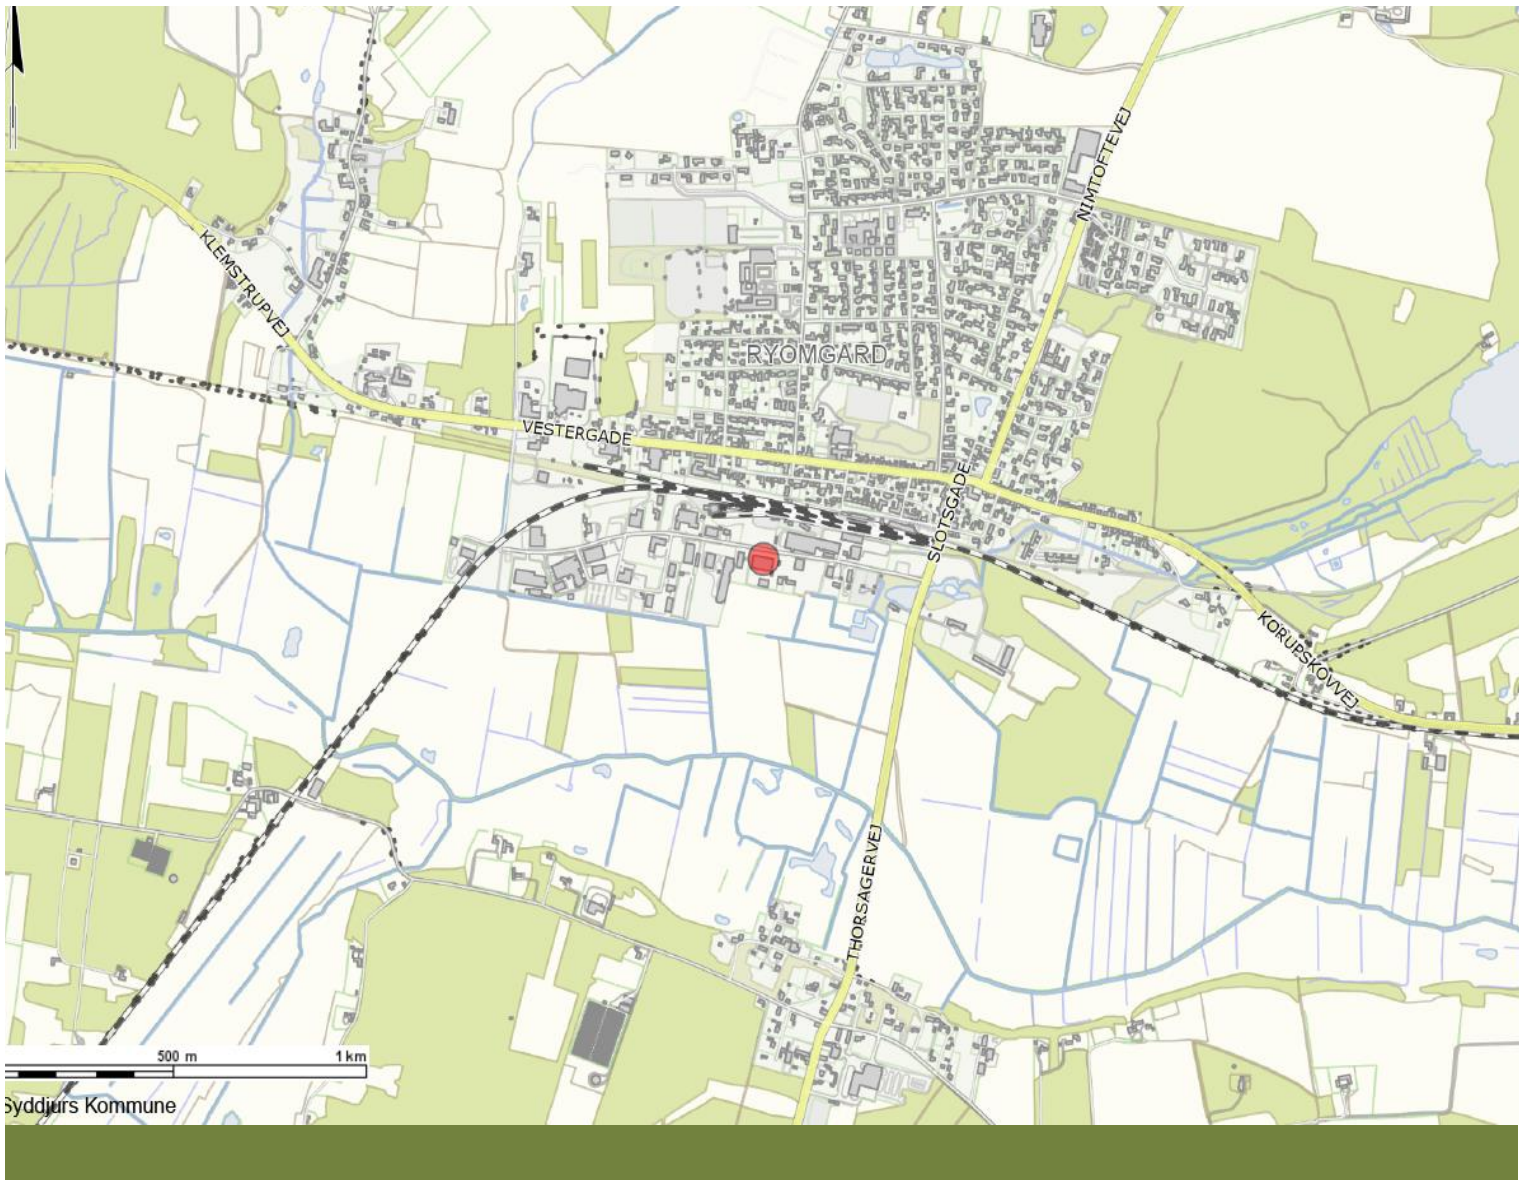 NIMTOFTEVEJ
KLEMSTRUPVEJ
RYOMGARD
VESTERGADE
SLOTSGADE
KORUPSKOVVEJ
THORSAGERVEJ
500 m
1 km
Syddjurs Kommune